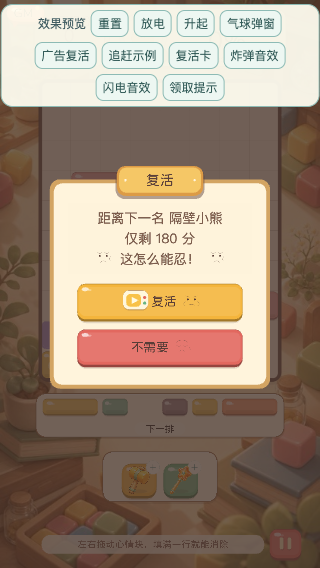 效果预览 重置 放电 升起 气球弹窗
广告复活 追赶示例 复活卡 炸弹音效
闪电音效 领取提示
复活
距离下一名 隔壁小熊
仅剩 180 分
这怎么能忍！
复活
不需要
下一排
左右拖动心积块，填满一行就能消除